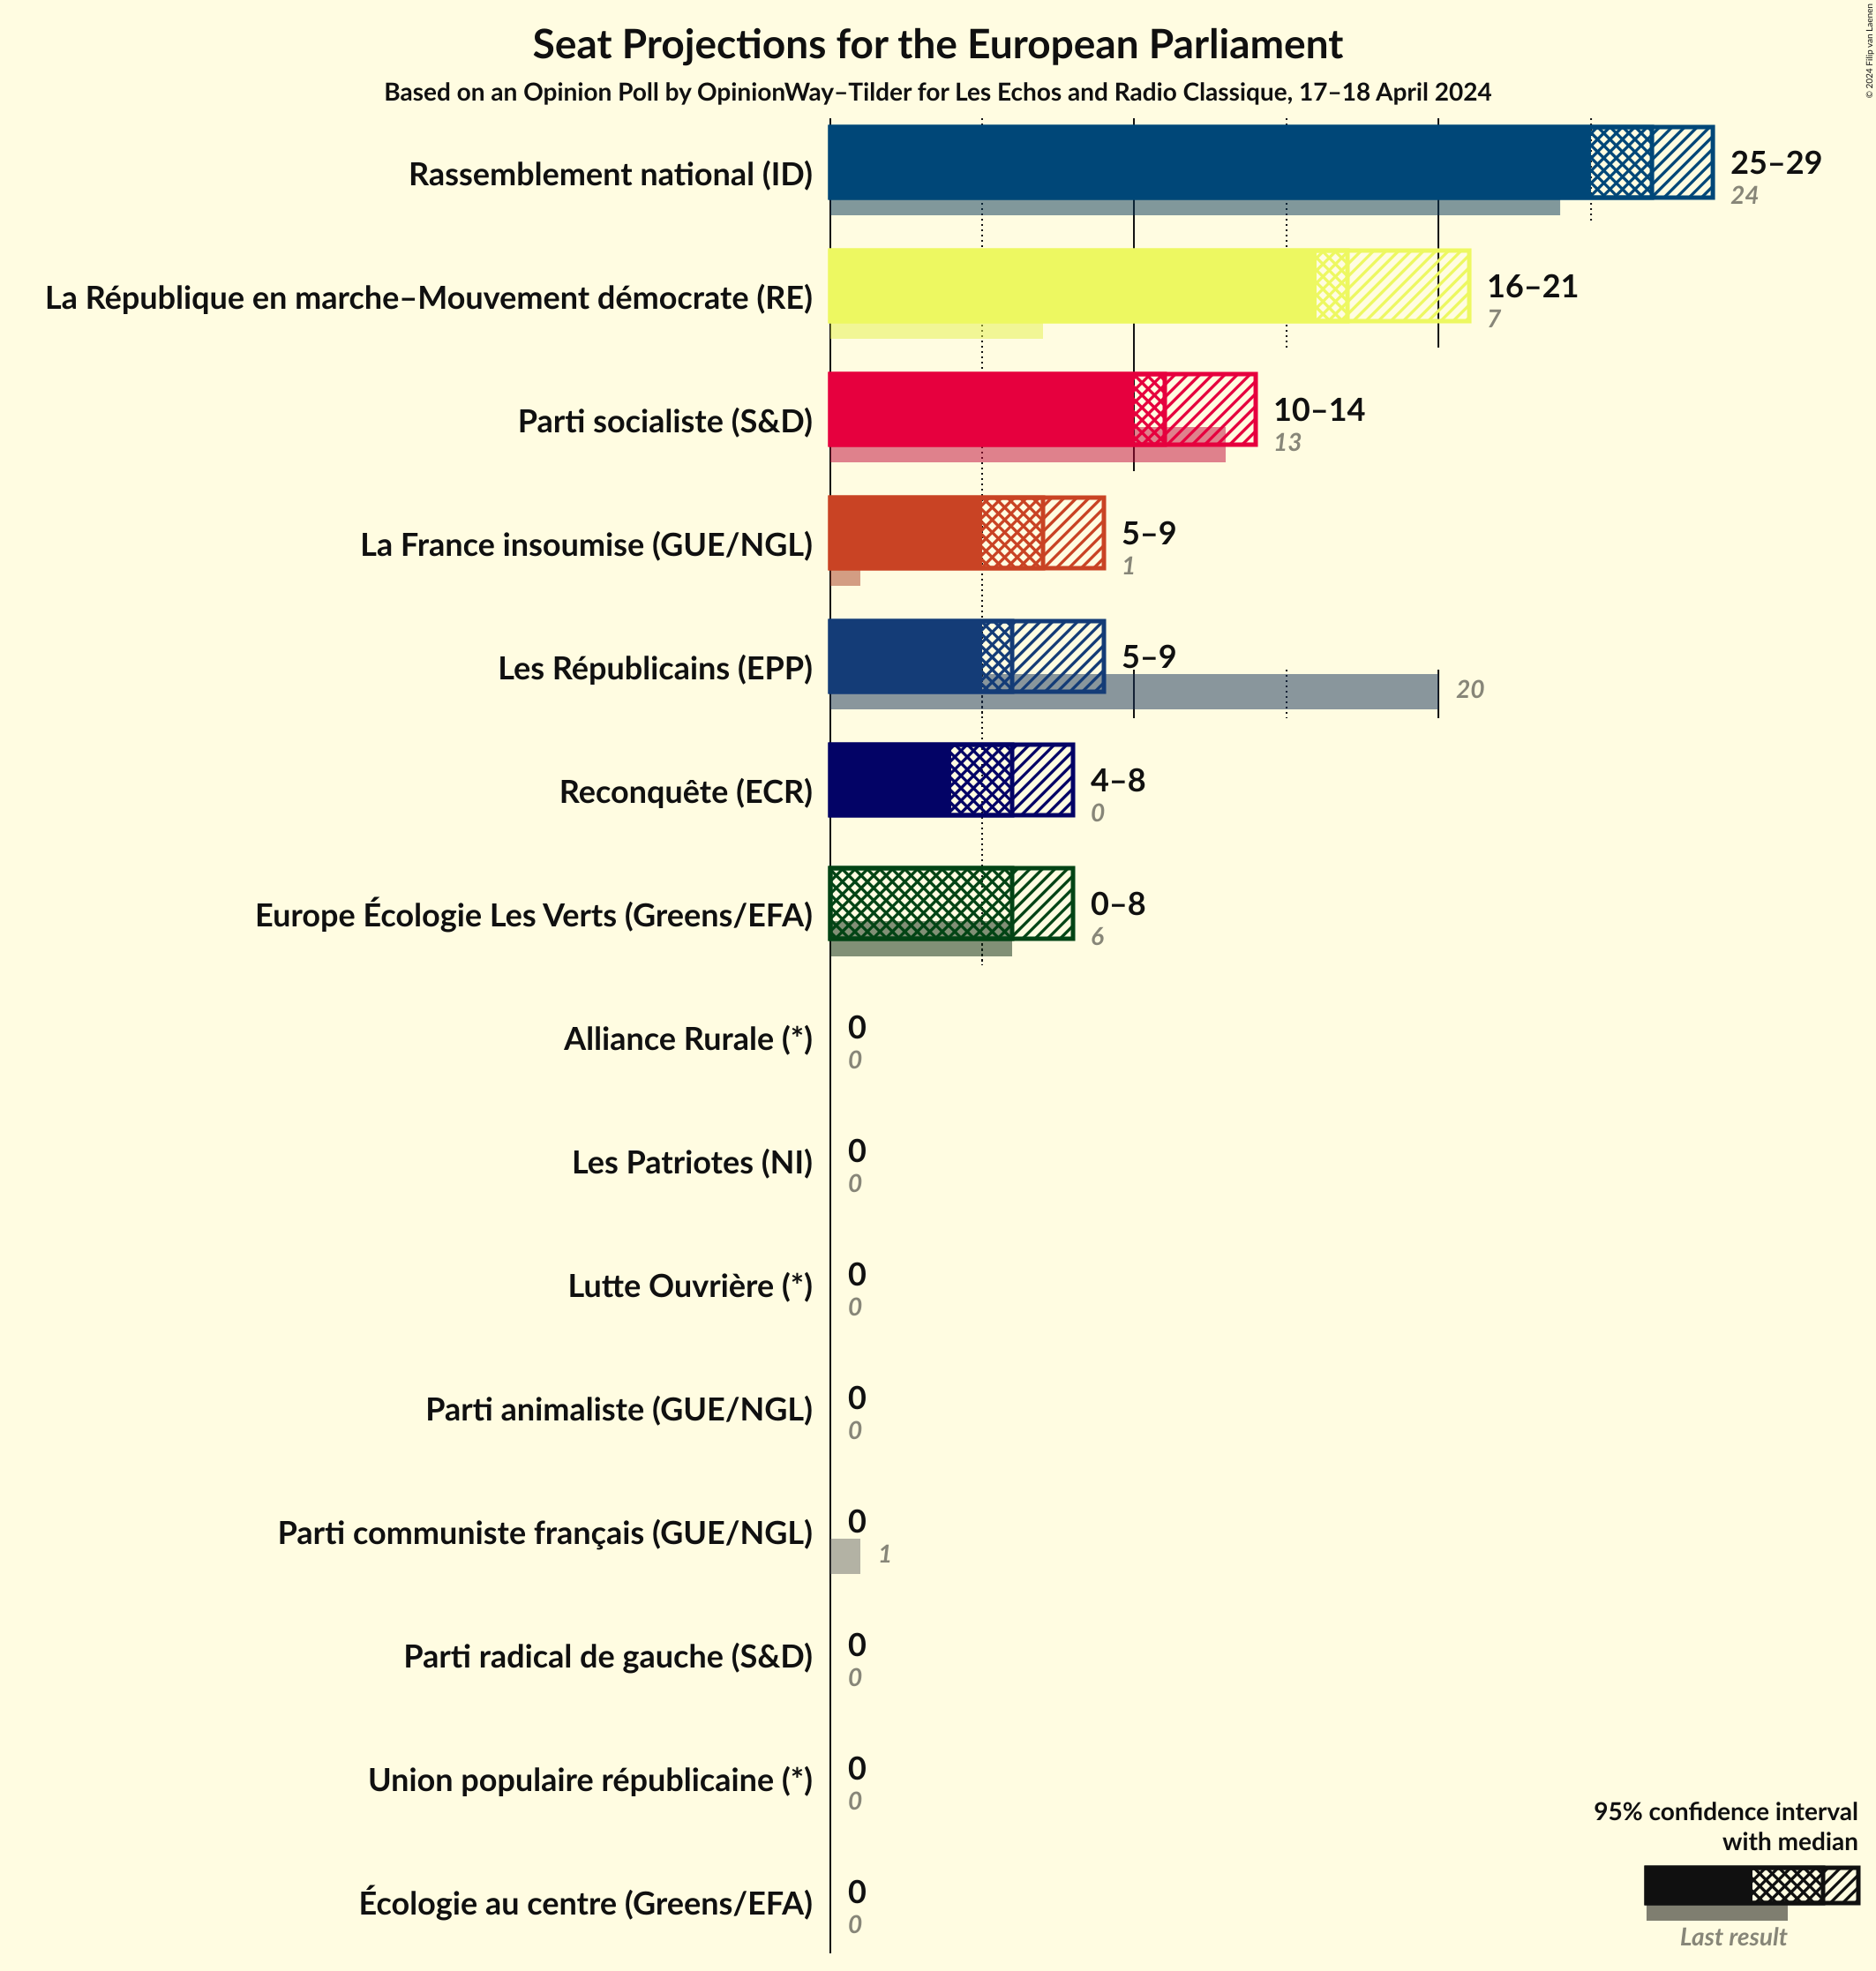 Seat Projections for the European Parliament
Based on an Opinion Poll by OpinionWay–Tilder for Les Echos and Radio Classique, 17–18 April 2024
© 2024 Filip van Laenen
Rassemblement national (ID)
25–29
24
La République en marche–Mouvement démocrate (RE)
16–21
7
Parti socialiste (S&D)
10–14
13
La France insoumise (GUE/NGL)
5–9
1
Les Républicains (EPP)
5–9
20
Reconquête (ECR)
4–8
0
Europe Écologie Les Verts (Greens/EFA)
0–8
6
Alliance Rurale (*)
0
0
Les Patriotes (NI)
0
0
Lutte Ouvrière (*)
0
0
Parti animaliste (GUE/NGL)
0
0
Parti communiste français (GUE/NGL)
0
1
Parti radical de gauche (S&D)
0
0
Union populaire républicaine (*)
0
0
Écologie au centre (Greens/EFA)
0
0
95% confidence interval
with median
Last result